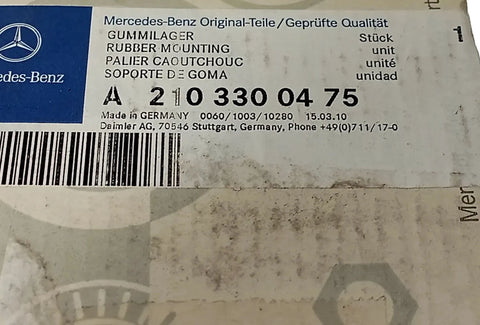 Mercedes-Benz Original-Teile/Geprüfte Qualität
GUMMILAGER Stück
RUBBER MOUNTING unit
PALIER CAOUTCHOUC unité
SOPORTE DE GOMA unidad
A 210 330 04 75
Made in GERMANY 0060/1003/10280 15.03.10
Daimler AG, 70546 Stuttgart, Germany, Phone +49(0)711/17-0
des-Benz
Mer